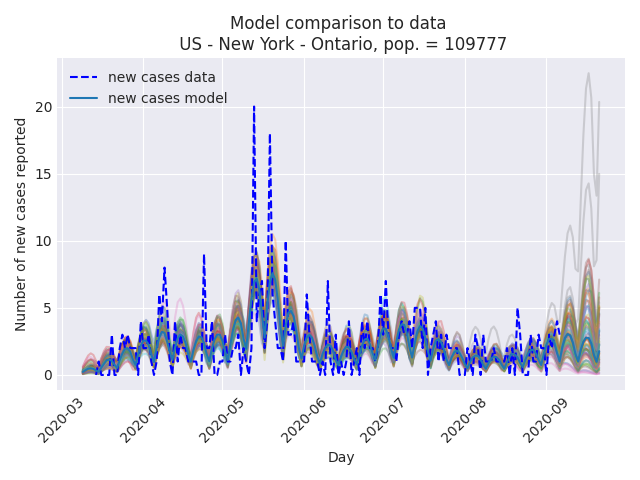 Model comparison to data
US - New York - Ontario, pop. = 109777
new cases data
new cases model
Number of new cases reported
20
15
10
5
0
2020-03
2020-04
2020-05
2020-06
2020-07
2020-08
2020-09
Day